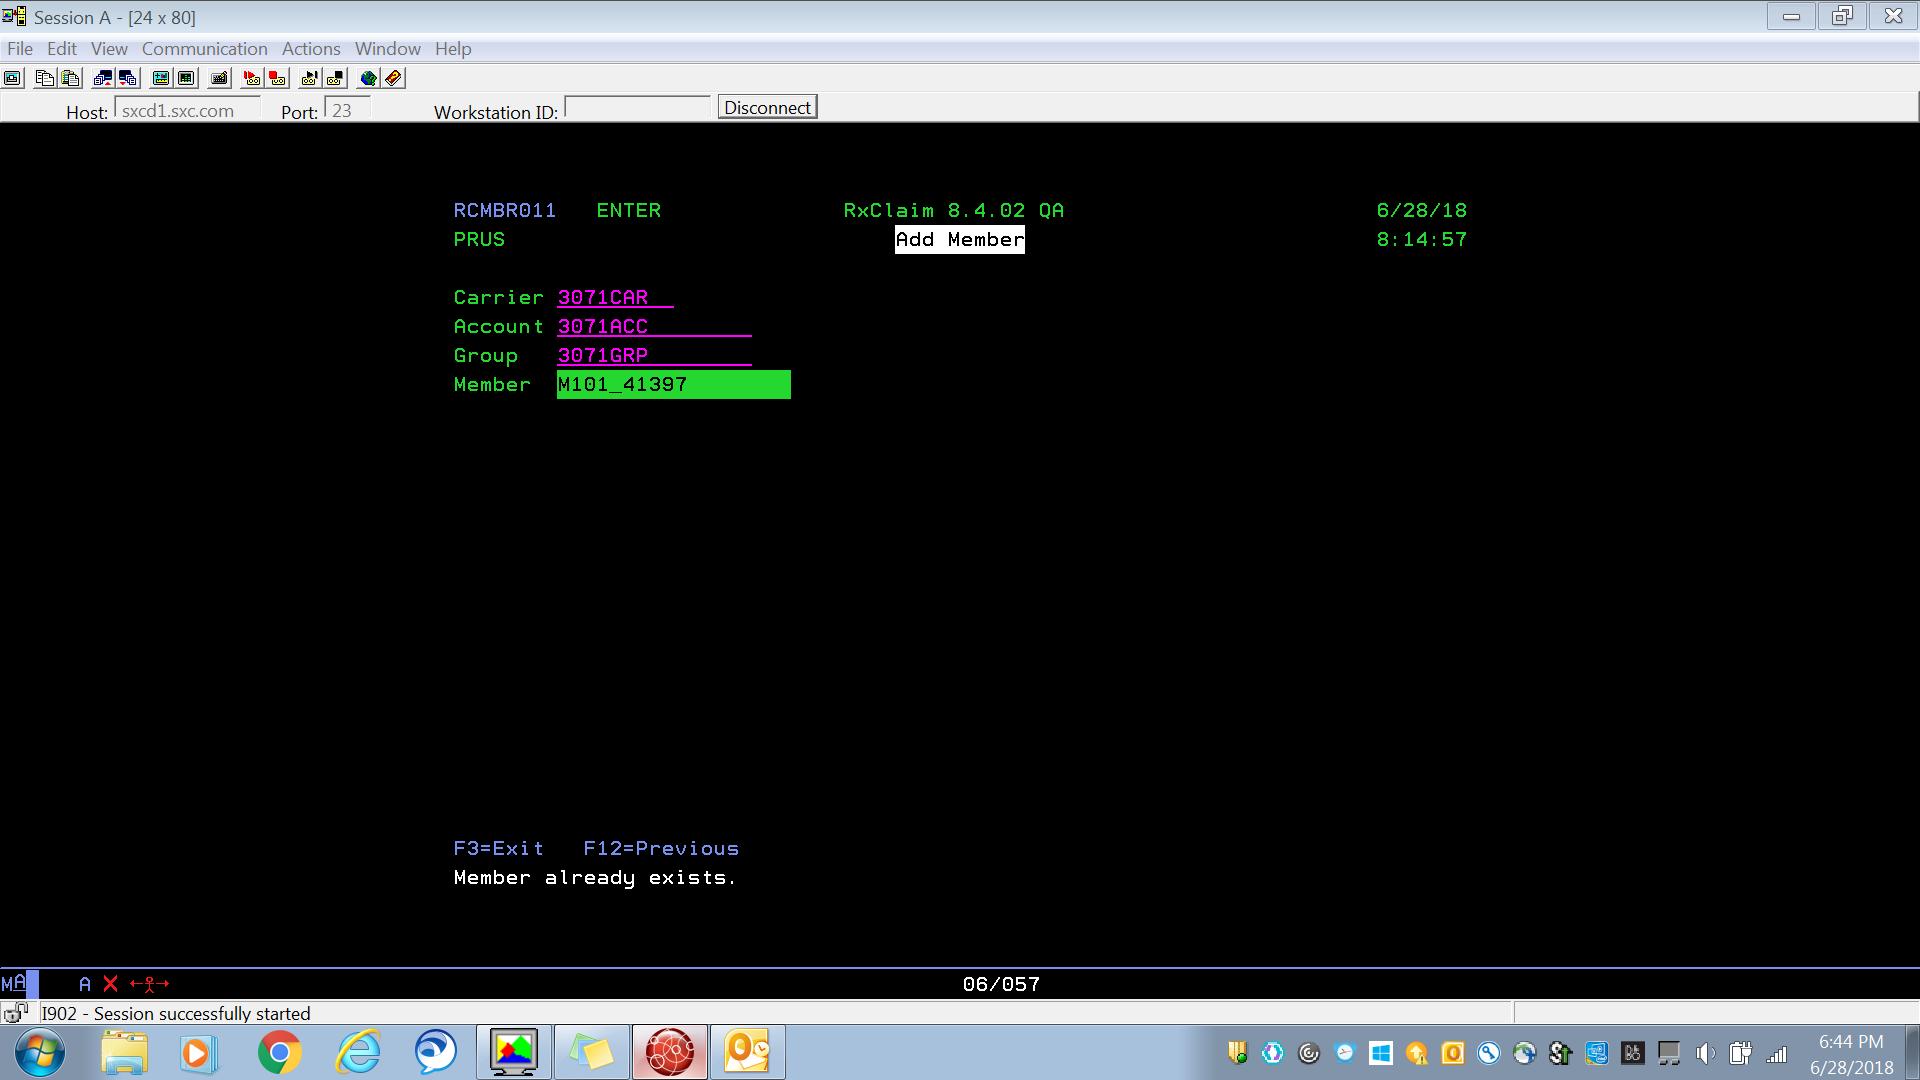 Session A - [24 x 80]
File Edit View Communication Actions Window Help
Host: sxcd1.sxc.com Port: 23 Workstation ID: Disconnect
RCMBR011 ENTER RxClaim 8.4.02 QA 6/28/18
PRUS Add Member 8:14:57
Carrier 3071CAR
Account 3071ACC
Group 3071GRP
Member M101_41397
F3=Exit F12=Previous
Member already exists.
MA A X 06/057
I902 - Session successfully started
6:44 PM
6/28/2018